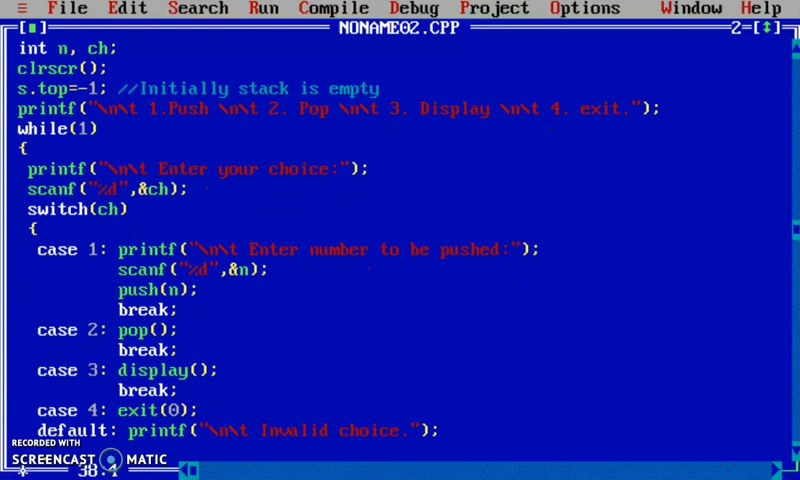 ≡ File Edit Search Run Compile Debug Project Options Window Help
[■] NONAME02.CPP 2=[↕]
int n, ch;
clrscr();
s.top=-1; //Initially stack is empty
printf("\n\t 1.Push \n\t 2. Pop \n\t 3. Display \n\t 4. exit.");
while(1)
{
printf("\n\t Enter your choice:");
scanf("%d",&ch);
switch(ch)
{
case 1: printf("\n\t Enter number to be pushed:");
scanf("%d",&n);
push(n);
break;
case 2: pop();
break;
case 3: display();
break;
case 4: exit(0);
default: printf("\n\t Invalid choice.");
RECORDED WITH
SCREENCAST MATIC
38:4